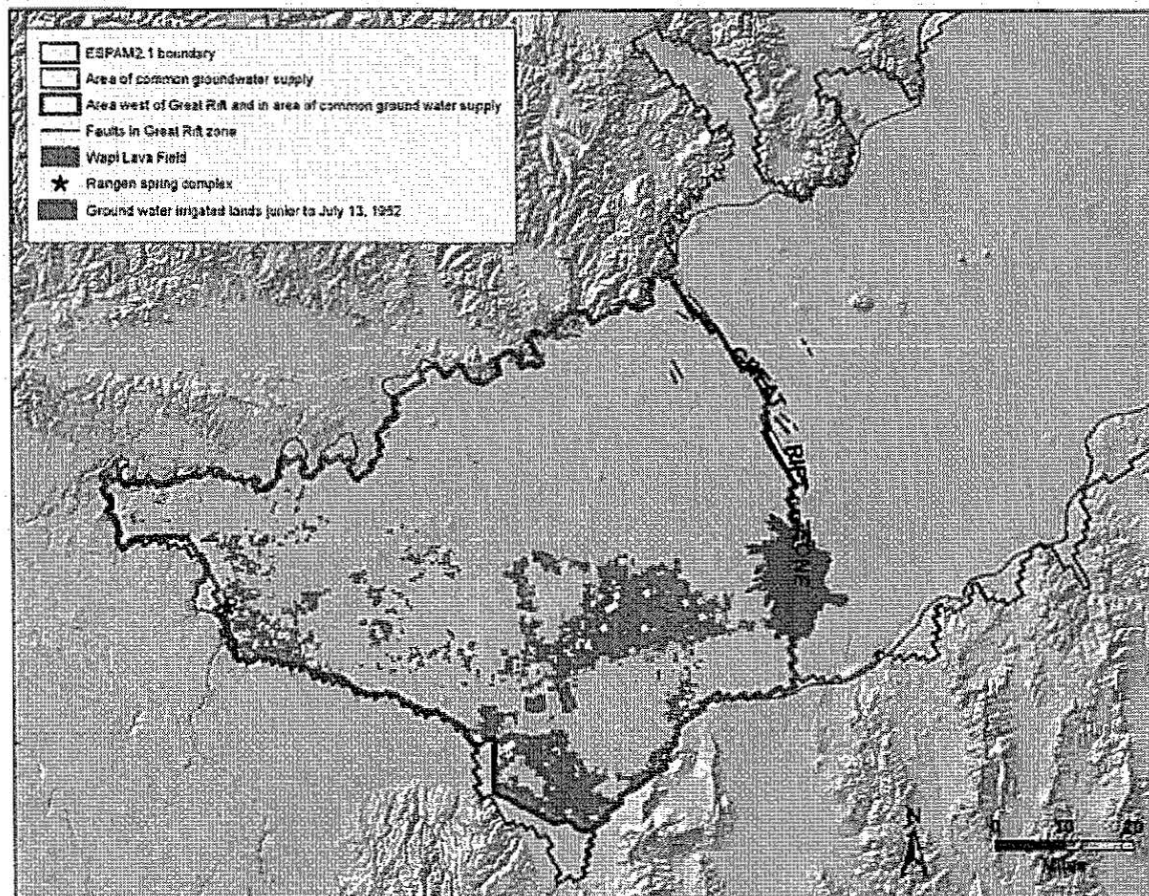 ESPAM2.1 boundary
Area of common groundwater supply
Area west of Great Rift and in area of common ground water supply
Faults in Great Rift zone
Wapi Lava Field
Rangen spring complex
Ground water irrigated lands junior to July 13, 1962
GREAT RIFT ZONE
N
0 10 20
Miles